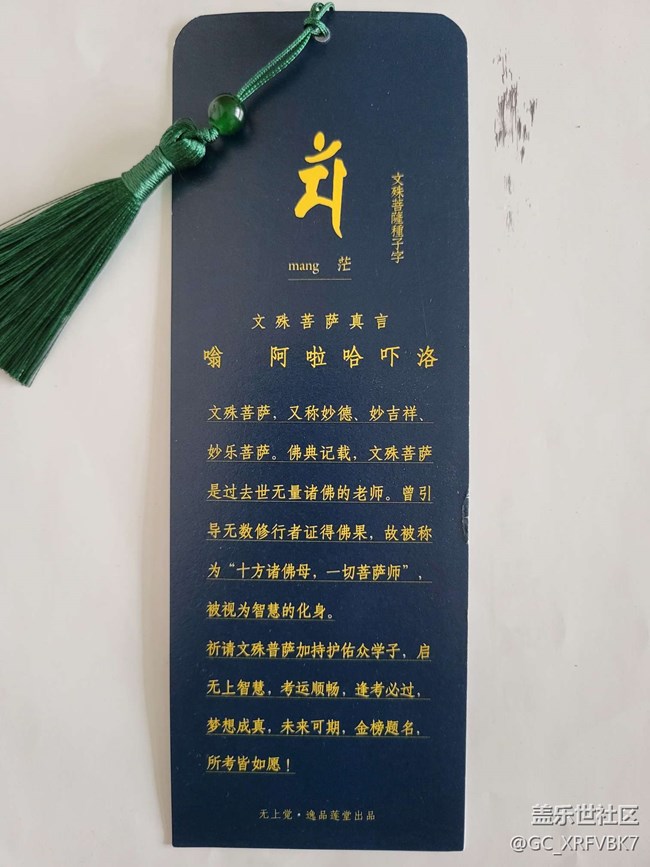 文殊菩薩種子字
mang 茫
文殊菩萨真言
嗡 阿啦哈吓洛
文殊菩萨，又称妙德、妙吉祥、
妙乐菩萨。佛典记载，文殊菩萨
是过去世无量诸佛的老师。曾引
导无数修行者证得佛果，故被称
为“十方诸佛母，一切菩萨师”，
被视为智慧的化身。
祈请文殊普萨加持护佑众学子，启
无上智慧，考运顺畅，逢考必过，
梦想成真，未来可期，金榜题名，
所考皆如愿！
无上觉·逸品莲堂出品
盖乐世社区
@GC_XRFVBK7